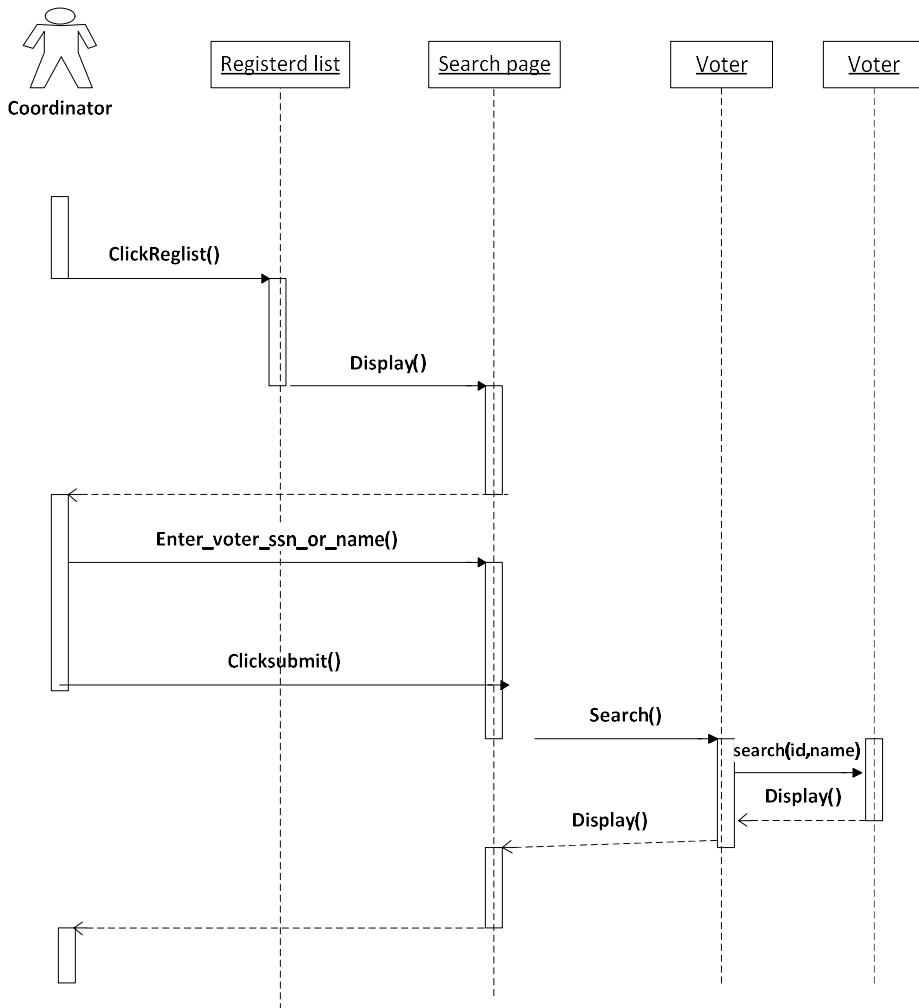 Coordinator
Registerd list
Search page
Voter
Voter
ClickReglist()
Display()
Enter_voter_ssn_or_name()
Clicksubmit()
Search()
search(id,name)
Display()
Display()